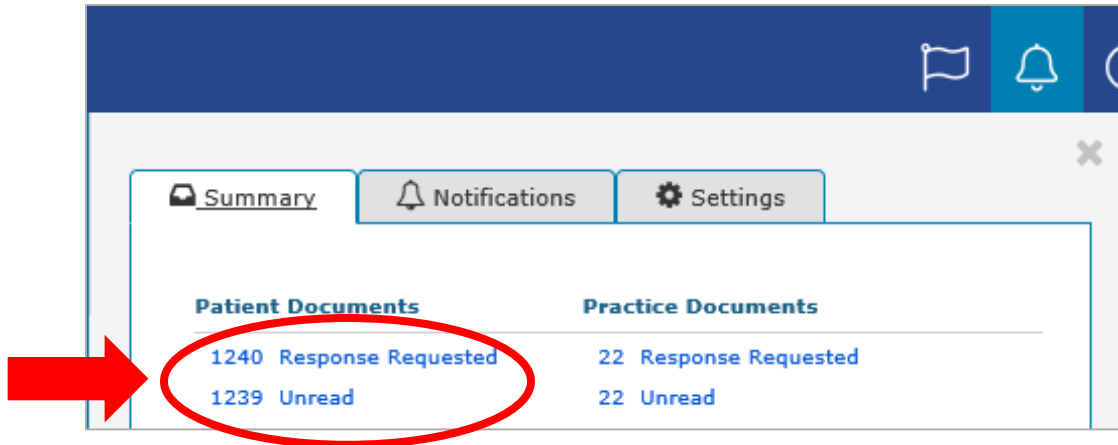 Summary Notifications Settings
Patient Documents Practice Documents
1240 Response Requested 22 Response Requested
1239 Unread 22 Unread